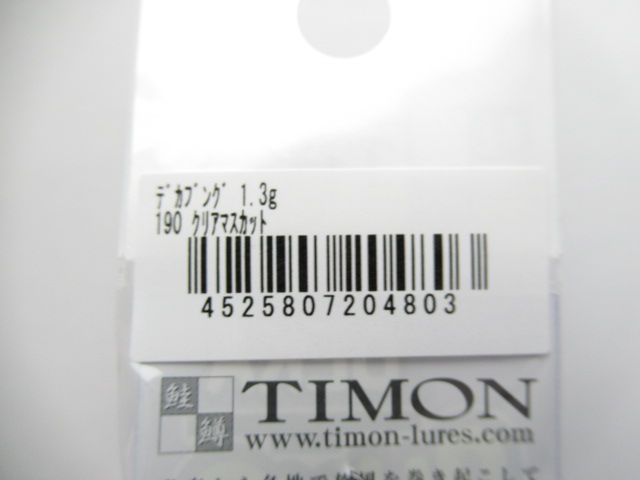 ﾃﾞｶﾌﾞﾝｸﾞ 1.3g
190 ｸﾘｱﾏｽｶｯﾄ
4525807204803
鮭
鱒
TIMON
www.timon-lures.com